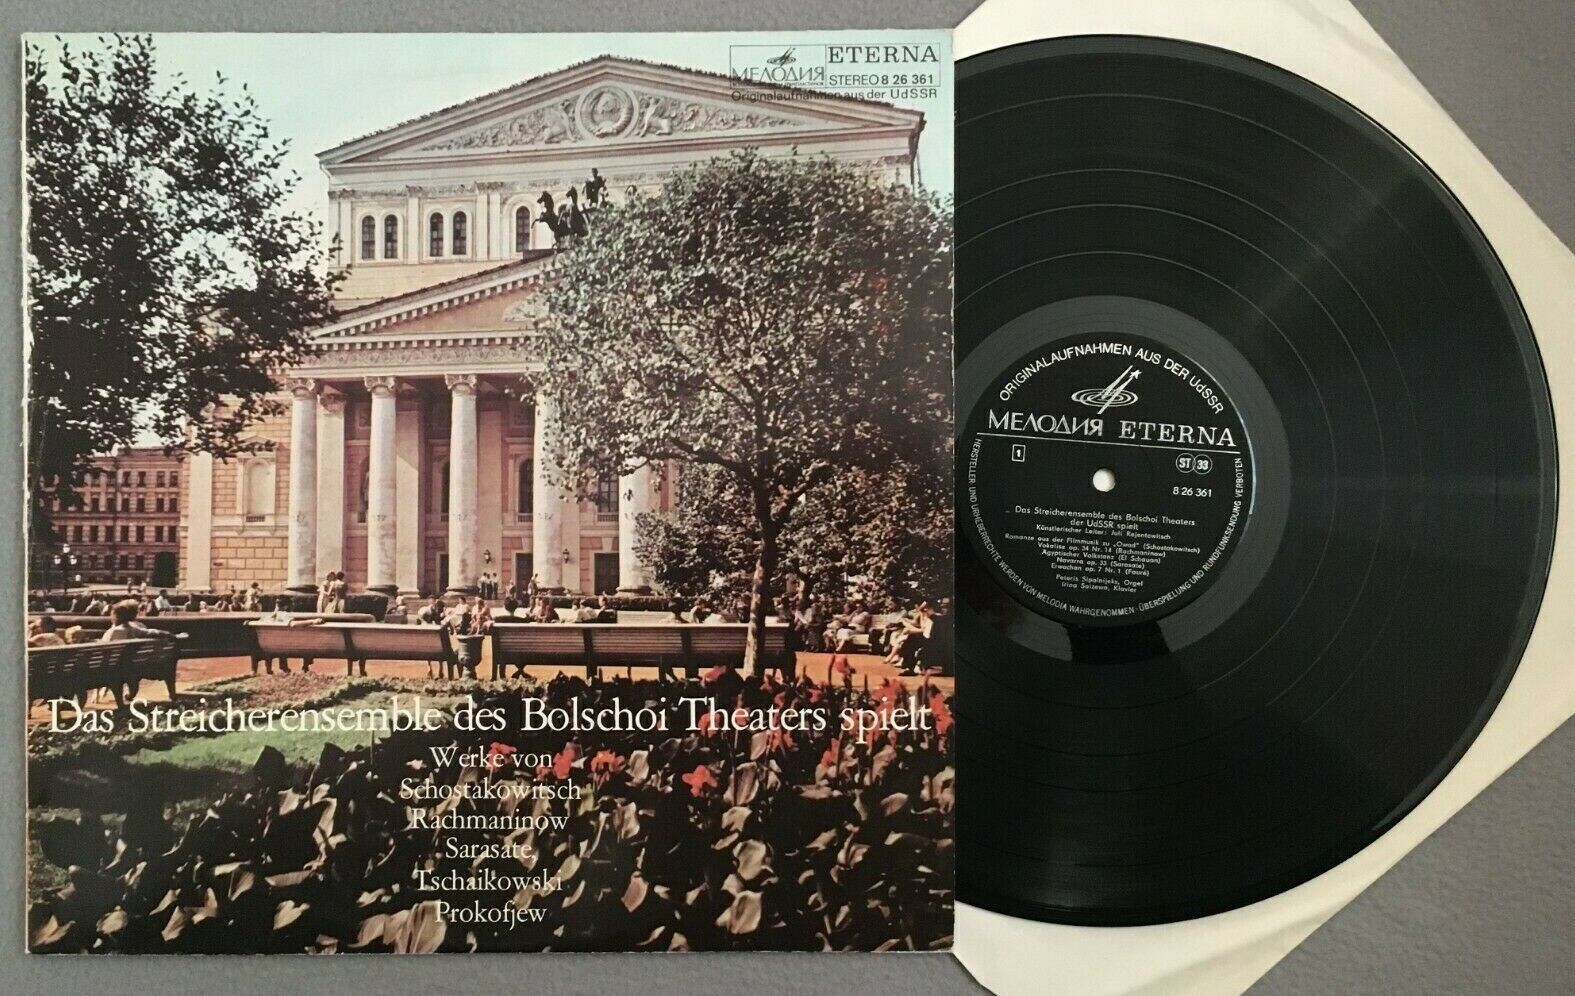 МЕЛОДИЯ
ETERNA
STEREO 8 26 361
Originalaufnahmen aus der UdSSR
Das Streicherensemble des Bolschoi Theaters spielt
Werke von
Schostakowitsch
Rachmaninow
Sarasate,
Tschaikowski
Prokofjew
ORIGINALAUFNAHMEN AUS DER UdSSR
МЕЛОДИЯ ETERNA
1
ST 33
8 26 361
Das Streicherensemble des Bolschoi Theaters
der UdSSR spielt
Künstlerischer Leiter: Juli Rejentowitsch
Romanze aus der Filmmusik zu „Owod" (Schostakowitsch)
Vokalise op. 34 Nr. 14 (Rachmaninow)
Ägyptischer Volkstanz (El Schauan)
Navarra op. 33 (Sarasate)
Erwachen op. 7 Nr. 1 (Fauré)
Peteris Sipolnijeks, Orgel
Irina Saizewa, Klavier
HERSTELLER UND URHEBERRECHTE WERDEN VON MELODIA WAHRGENOMMEN · ÜBERSPIELUNG UND RUNDFUNKSENDUNG VERBOTEN